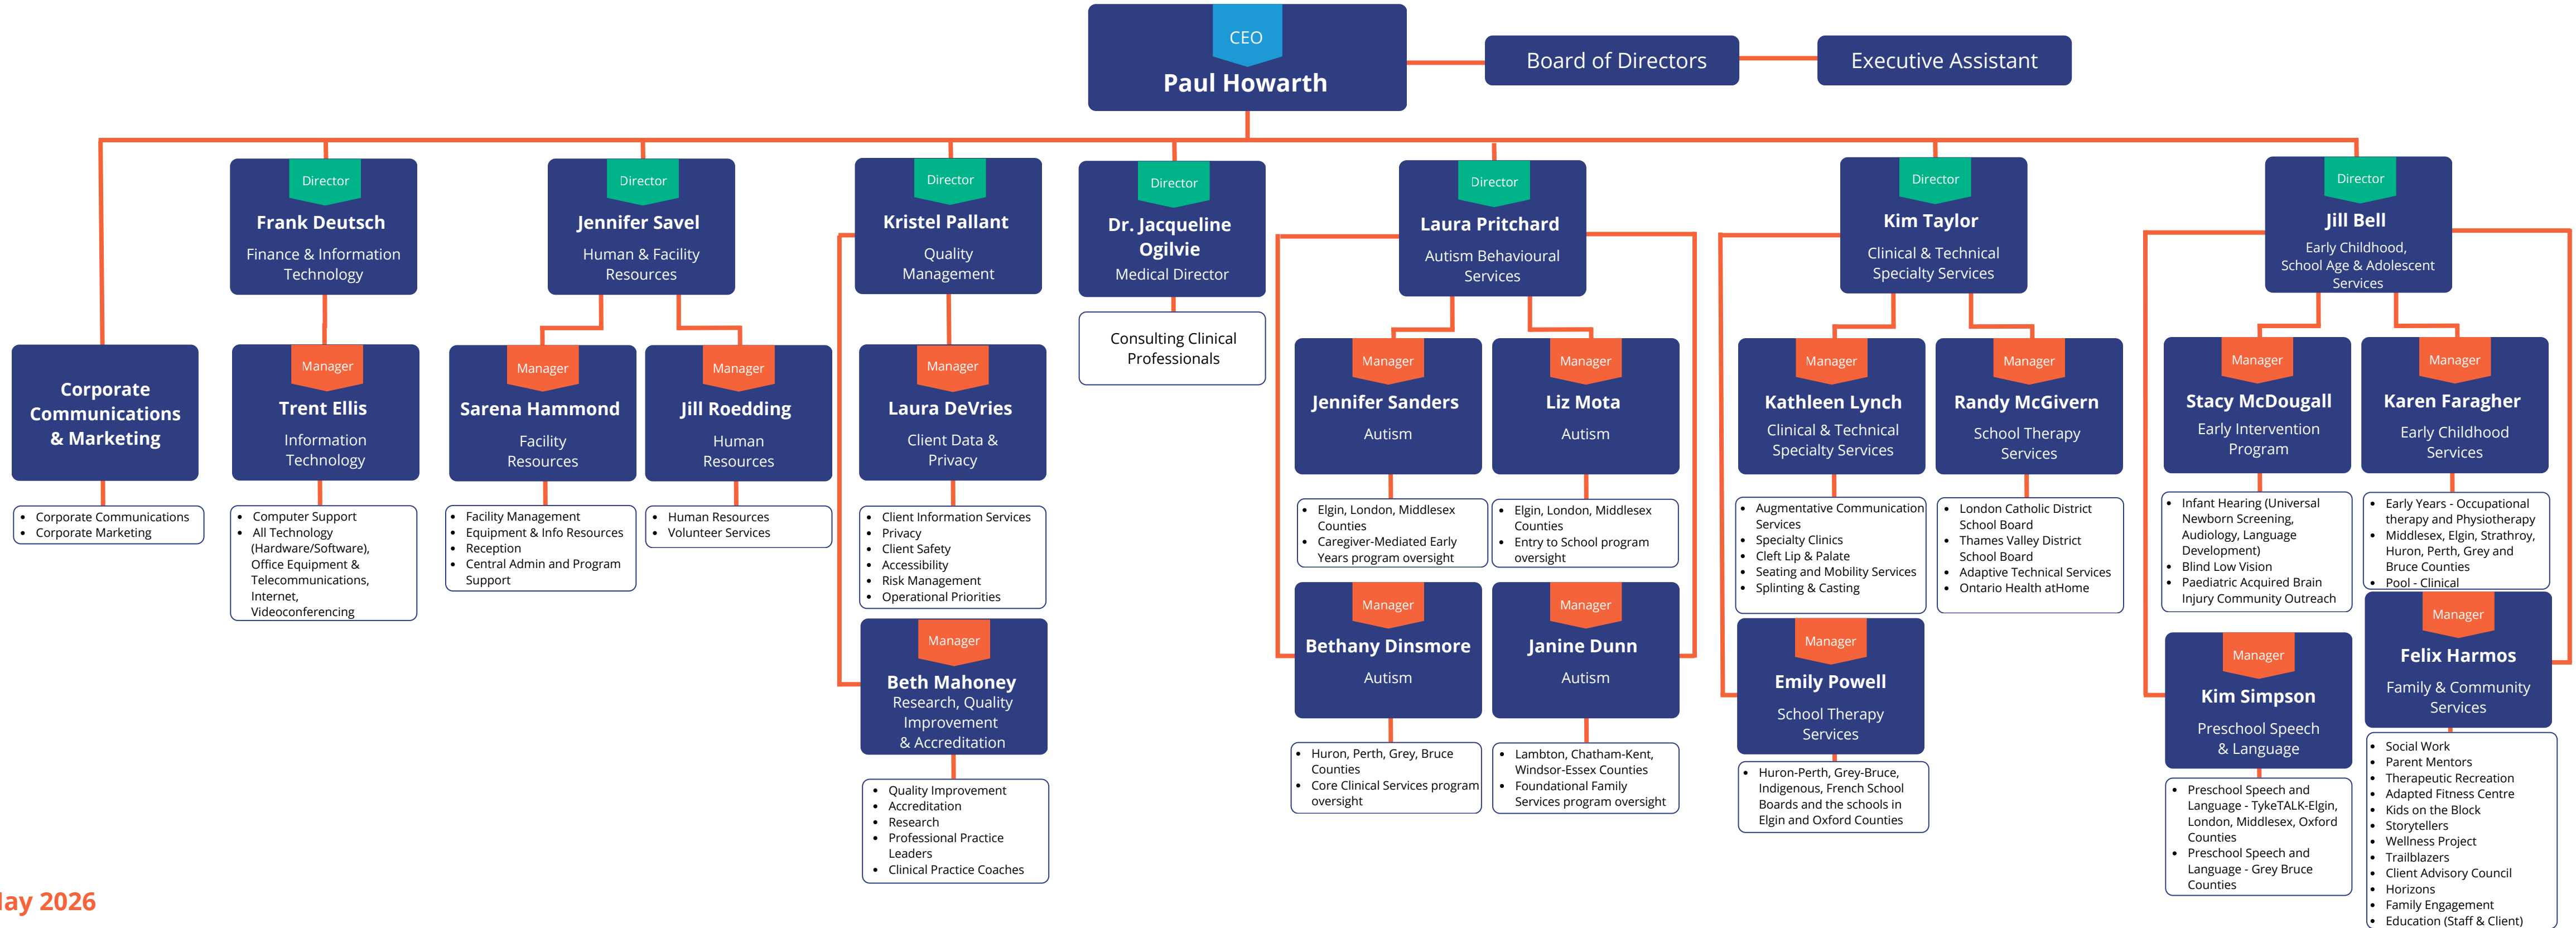 CEO
Paul Howarth
Board of Directors
Executive Assistant
Director
Frank Deutsch
Finance & Information
Technology
Director
Jennifer Savel
Human & Facility
Resources
Director
Kristel Pallant
Quality
Management
Director
Dr. Jacqueline
Ogilvie
Medical Director
Director
Laura Pritchard
Autism Behavioural
Services
Director
Kim Taylor
Clinical & Technical
Specialty Services
Director
Jill Bell
Early Childhood,
School Age & Adolescent
Services
Corporate
Communications
& Marketing
• Corporate Communications
• Corporate Marketing
Manager
Trent Ellis
Information
Technology
• Computer Support
• All Technology
(Hardware/Software),
Office Equipment &
Telecommunications,
Internet,
Videoconferencing
Manager
Sarena Hammond
Facility
Resources
• Facility Management
• Equipment & Info Resources
• Reception
• Central Admin and Program
Support
Manager
Jill Roedding
Human
Resources
• Human Resources
• Volunteer Services
Manager
Laura DeVries
Client Data &
Privacy
• Client Information Services
• Privacy
• Client Safety
• Accessibility
• Risk Management
• Operational Priorities
Manager
Beth Mahoney
Research, Quality
Improvement
& Accreditation
• Quality Improvement
• Accreditation
• Research
• Professional Practice
Leaders
• Clinical Practice Coaches
Consulting Clinical
Professionals
Manager
Jennifer Sanders
Autism
• Elgin, London, Middlesex
Counties
• Caregiver-Mediated Early
Years program oversight
Manager
Liz Mota
Autism
• Elgin, London, Middlesex
Counties
• Entry to School program
oversight
Manager
Bethany Dinsmore
Autism
• Huron, Perth, Grey, Bruce
Counties
• Core Clinical Services program
oversight
Manager
Janine Dunn
Autism
• Lambton, Chatham-Kent,
Windsor-Essex Counties
• Foundational Family
Services program oversight
Manager
Kathleen Lynch
Clinical & Technical
Specialty Services
• Augmentative Communication
Services
• Specialty Clinics
• Cleft Lip & Palate
• Seating and Mobility Services
• Splinting & Casting
Manager
Randy McGivern
School Therapy
Services
• London Catholic District
School Board
• Thames Valley District
School Board
• Adaptive Technical Services
• Ontario Health atHome
Manager
Emily Powell
School Therapy
Services
• Huron-Perth, Grey-Bruce,
Indigenous, French School
Boards and the schools in
Elgin and Oxford Counties
Manager
Stacy McDougall
Early Intervention
Program
• Infant Hearing (Universal
Newborn Screening,
Audiology, Language
Development)
• Blind Low Vision
• Paediatric Acquired Brain
Injury Community Outreach
Manager
Karen Faragher
Early Childhood
Services
• Early Years - Occupational
therapy and Physiotherapy
• Middlesex, Elgin, Strathroy,
Huron, Perth, Grey and
Bruce Counties
• Pool - Clinical
Manager
Kim Simpson
Preschool Speech
& Language
• Preschool Speech and
Language - TykeTALK-Elgin,
London, Middlesex, Oxford
Counties
• Preschool Speech and
Language - Grey Bruce
Counties
Manager
Felix Harmos
Family & Community
Services
• Social Work
• Parent Mentors
• Therapeutic Recreation
• Adapted Fitness Centre
• Kids on the Block
• Storytellers
• Wellness Project
• Trailblazers
• Client Advisory Council
• Horizons
• Family Engagement
• Education (Staff & Client)
ay 2026